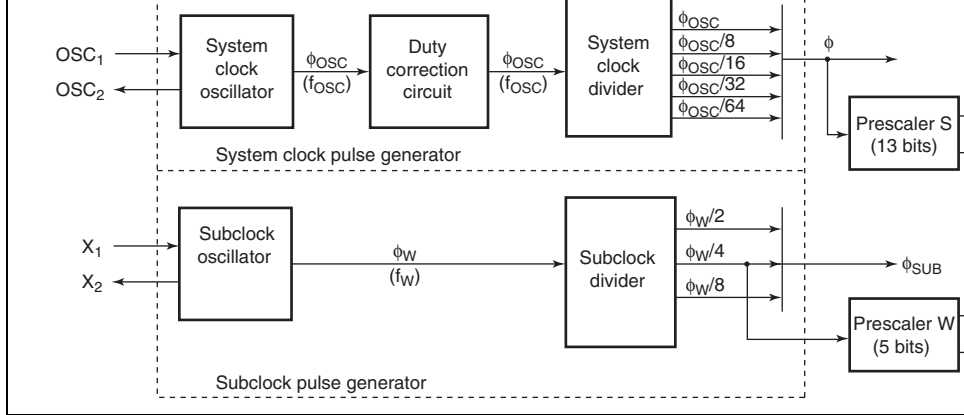 OSC1
OSC2
System
clock
oscillator
ϕOSC
(fOSC)
Duty
correction
circuit
ϕOSC
(fOSC)
System
clock
divider
ϕOSC
ϕOSC/8
ϕOSC/16
ϕOSC/32
ϕOSC/64
ϕ
Prescaler S
(13 bits)
System clock pulse generator
X1
X2
Subclock
oscillator
ϕW
(fW)
Subclock
divider
ϕW/2
ϕW/4
ϕW/8
ϕSUB
Prescaler W
(5 bits)
Subclock pulse generator